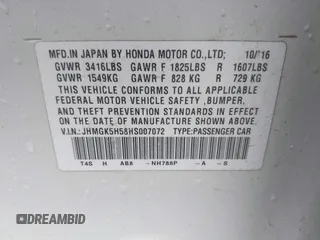 MFD.IN JAPAN BY HONDA MOTOR CO.,LTD; 10/'16
GVWR 3416LBS GAWR F 1825LBS R 1607LBS
GVWR 1549KG GAWR F 828 KG R 729 KG
THIS VEHICLE CONFORMS TO ALL APPLICABLE
FEDERAL MOTOR VEHICLE SAFETY ,BUMPER,
AND THEFT PREVENTION STANDARDS IN EFFECT
ON THE DATE OF MANUFACTURE SHOWN ABOVE.
V.I.N.: JHMGK5H58HS007072 TYPE:PASSENGER CAR
T4S H AB8 -NH788P -A -B
DREAMBID